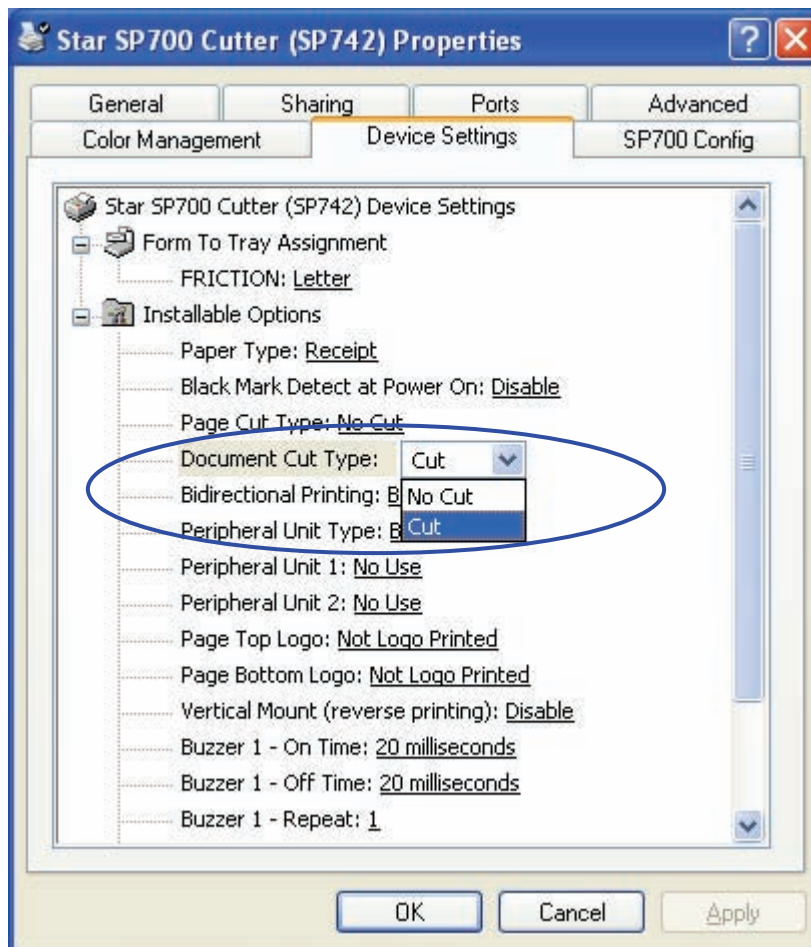 Star SP700 Cutter (SP742) Properties
General Sharing Ports Advanced
Color Management Device Settings SP700 Config
Star SP700 Cutter (SP742) Device Settings
Form To Tray Assignment
FRICTION: Letter
Installable Options
Paper Type: Receipt
Black Mark Detect at Power On: Disable
Page Cut Type: No Cut
Document Cut Type: Cut
Bidirectional Printing: B
No Cut
Peripheral Unit Type: B
Cut
Peripheral Unit 1: No Use
Peripheral Unit 2: No Use
Page Top Logo: Not Logo Printed
Page Bottom Logo: Not Logo Printed
Vertical Mount (reverse printing): Disable
Buzzer 1 - On Time: 20 milliseconds
Buzzer 1 - Off Time: 20 milliseconds
Buzzer 1 - Repeat: 1
OK Cancel Apply